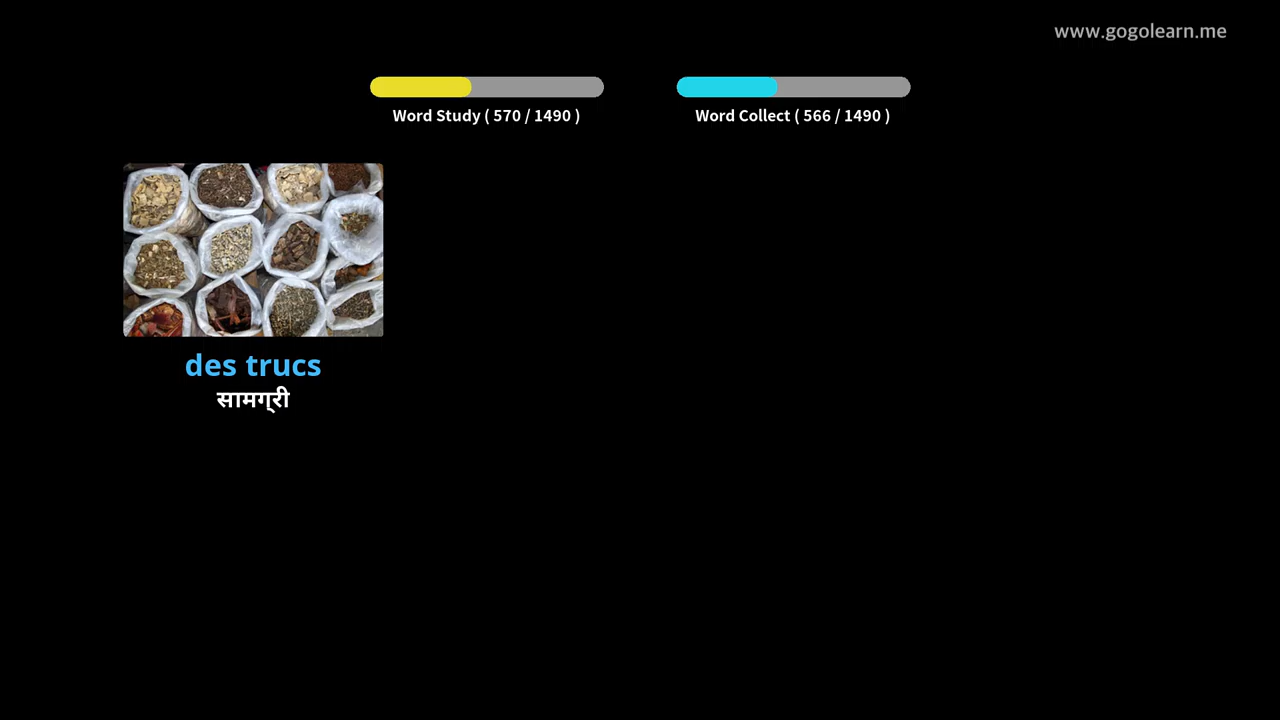 www.gogolearn.me
Word Study ( 570 / 1490 )
Word Collect ( 566 / 1490 )
des trucs
सामग्री